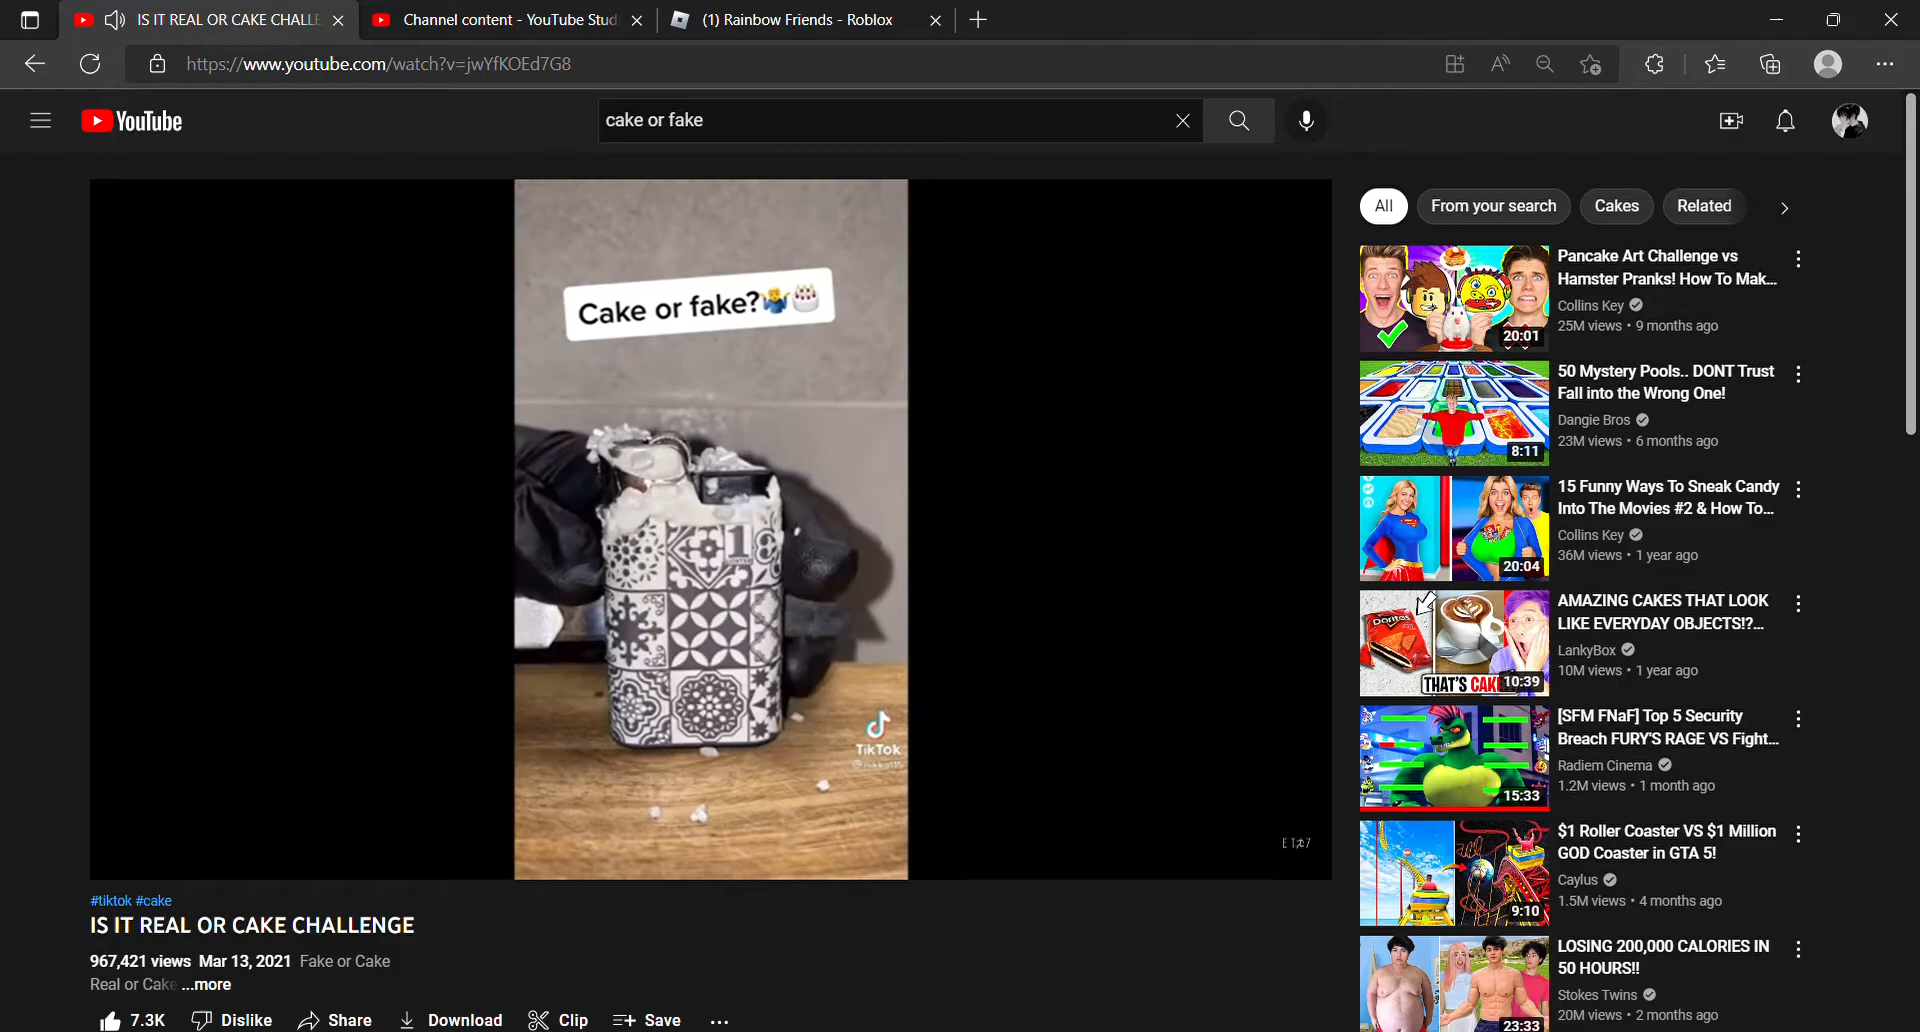 IS IT REAL OR CAKE CHALLE
Channel content - YouTube Stud
(1) Rainbow Friends - Roblox
https://www.youtube.com/watch?v=jwYfKOEd7G8
YouTube
cake or fake
Cake or fake?🤷‍♂️🎂
TikTok
#tiktok #cake
IS IT REAL OR CAKE CHALLENGE
967,421 views Mar 13, 2021 Fake or Cake
Real or Cake ...more
7.3K Dislike Share Download Clip Save
All From your search Cakes Related
Pancake Art Challenge vs
Hamster Pranks! How To Mak...
Collins Key
25M views • 9 months ago
20:01
50 Mystery Pools.. DONT Trust
Fall into the Wrong One!
Dangie Bros
23M views • 6 months ago
8:11
15 Funny Ways To Sneak Candy
Into The Movies #2 & How To...
Collins Key
36M views • 1 year ago
20:04
AMAZING CAKES THAT LOOK
LIKE EVERYDAY OBJECTS!?...
LankyBox
10M views • 1 year ago
Doritos
THAT'S CAK
10:39
[SFM FNaF] Top 5 Security
Breach FURY'S RAGE VS Fight...
Radiem Cinema
1.2M views • 1 month ago
15:33
$1 Roller Coaster VS $1 Million
GOD Coaster in GTA 5!
Caylus
1.5M views • 4 months ago
9:10
LOSING 200,000 CALORIES IN
50 HOURS!!
Stokes Twins
20M views • 2 months ago
23:33